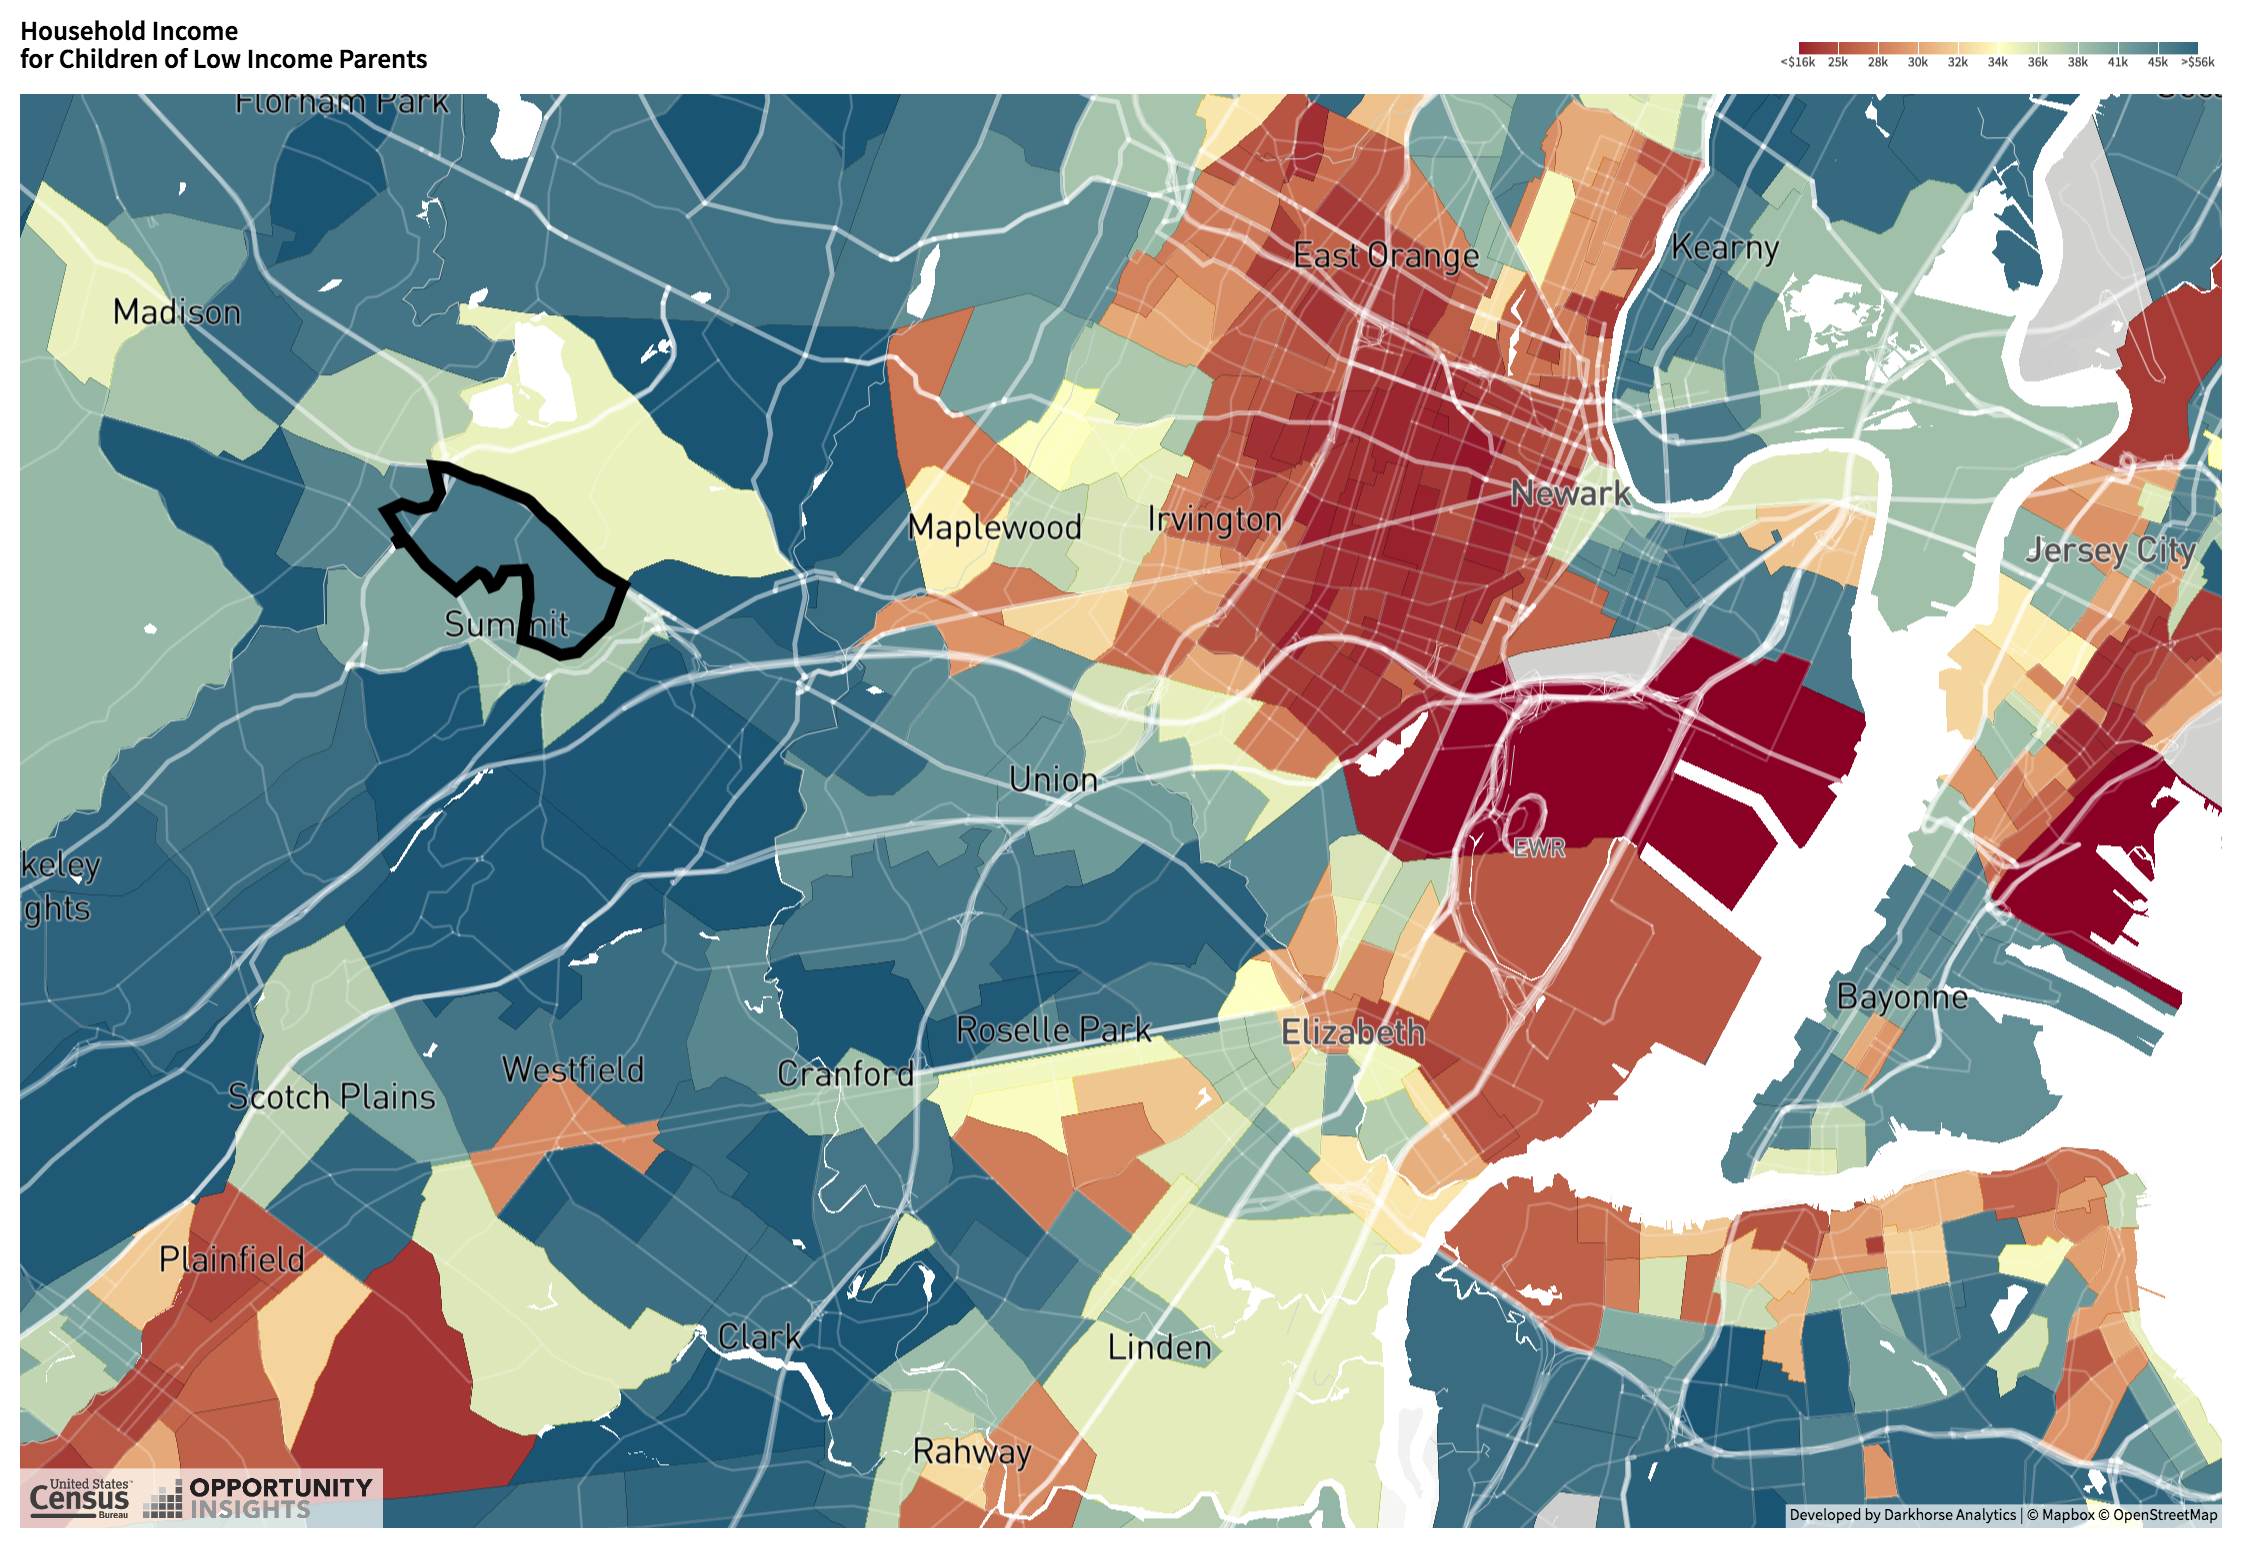 Household Income
for Children of Low Income Parents
<$16k 25k 28k 30k 32k 34k 36k 38k 41k 45k >$56k
Florham Park
East Orange
Kearny
Madison
Newark
Maplewood
Irvington
Jersey City
Summit
Union
EWR
keley
ghts
Bayonne
Roselle Park
Elizabeth
Westfield
Cranford
Scotch Plains
Plainfield
Clark
Linden
Rahway
United States™
Census
Bureau
OPPORTUNITY
INSIGHTS
Developed by Darkhorse Analytics | © Mapbox © OpenStreetMap